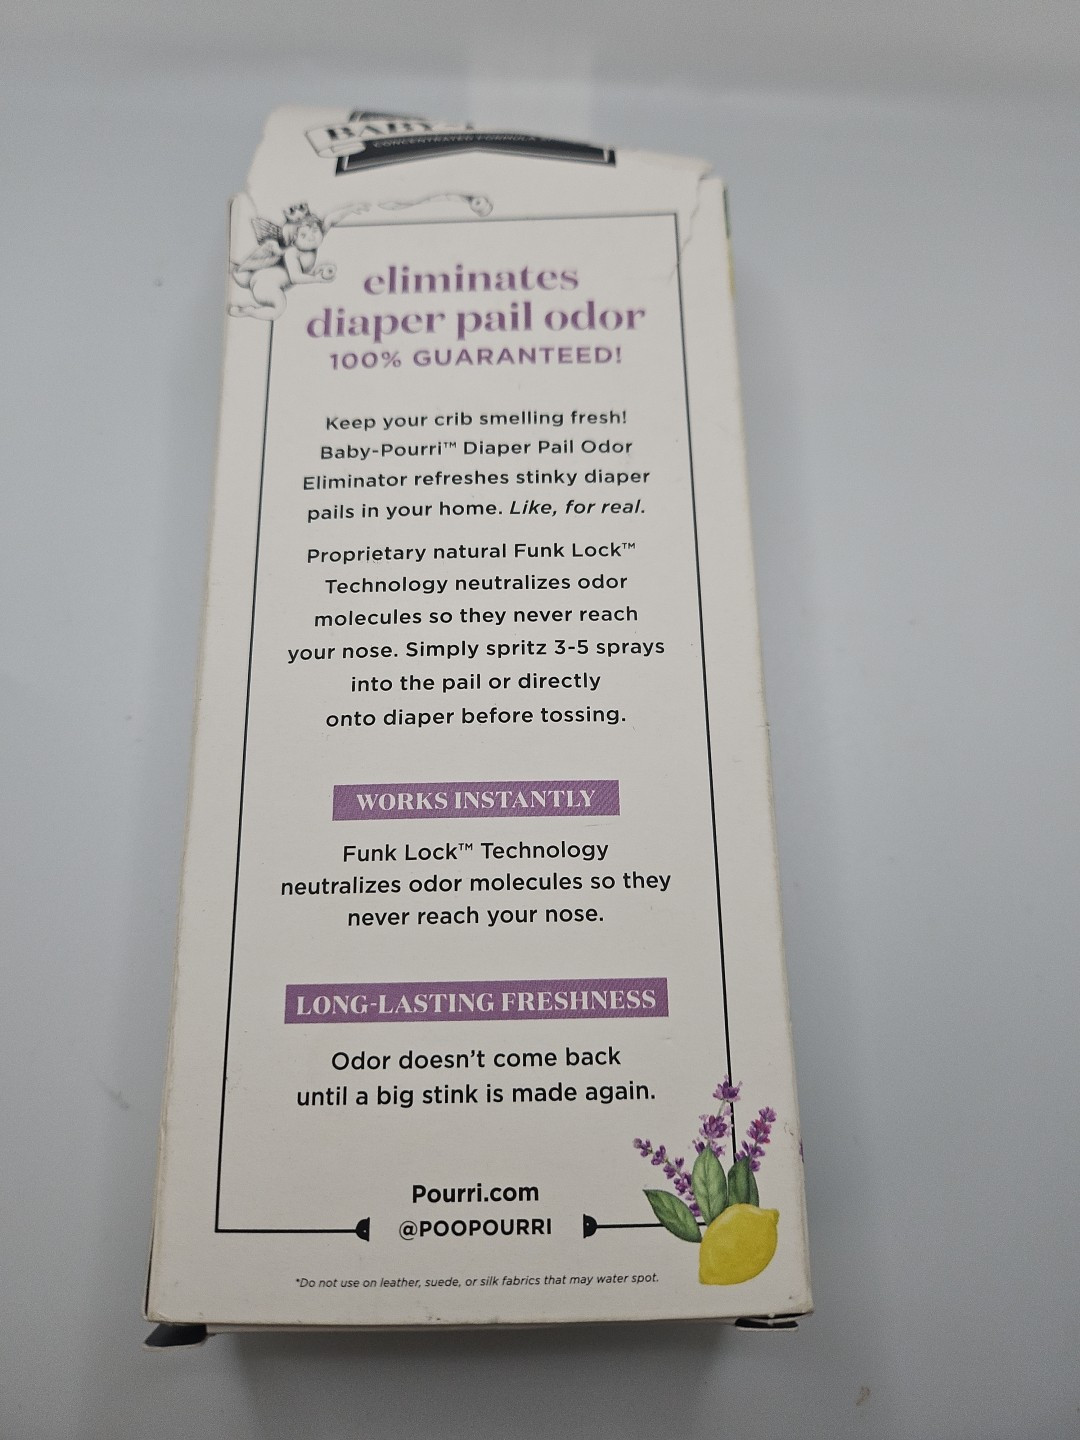 BABY
CONCENTRATED FORMULA
eliminates
diaper pail odor
100% GUARANTEED!
Keep your crib smelling fresh!
Baby-Pourri™ Diaper Pail Odor
Eliminator refreshes stinky diaper
pails in your home. Like, for real.
Proprietary natural Funk Lock™
Technology neutralizes odor
molecules so they never reach
your nose. Simply spritz 3-5 sprays
into the pail or directly
onto diaper before tossing.
WORKS INSTANTLY
Funk Lock™ Technology
neutralizes odor molecules so they
never reach your nose.
LONG-LASTING FRESHNESS
Odor doesn't come back
until a big stink is made again.
Pourri.com
@POOPOURRI
*Do not use on leather, suede, or silk fabrics that may water spot.